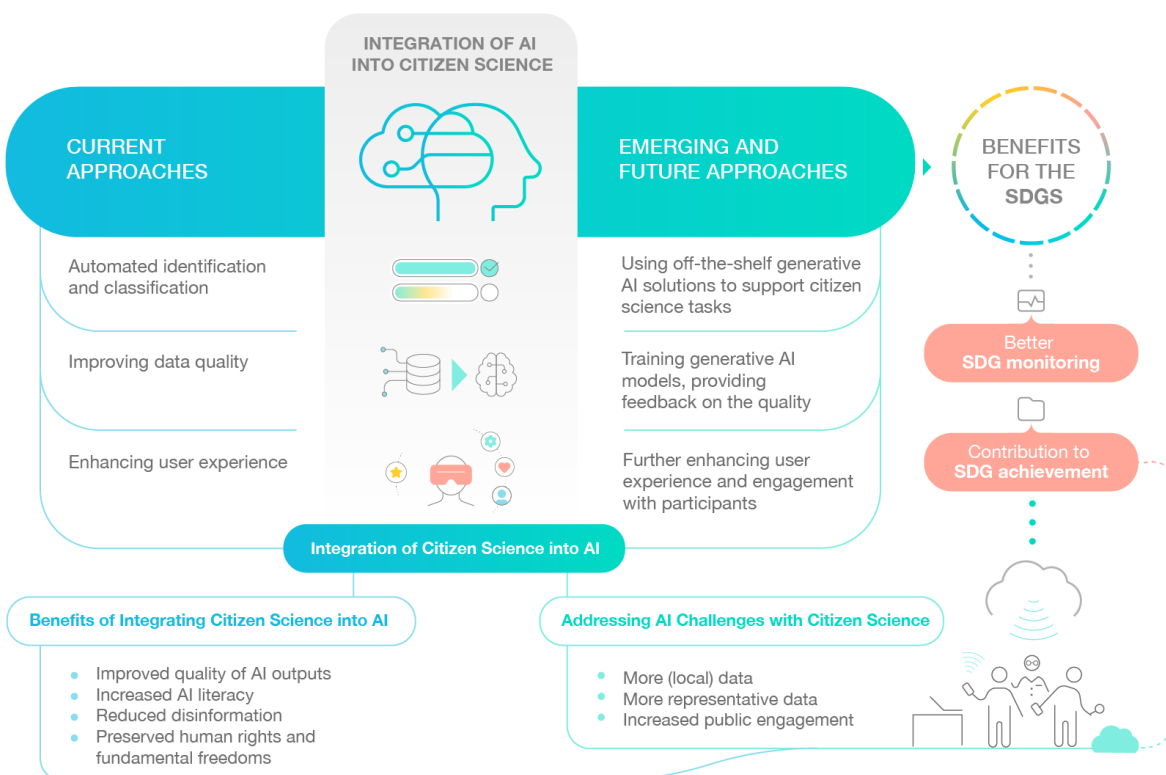 INTEGRATION OF AI
INTO CITIZEN SCIENCE
CURRENT
APPROACHES
Automated identification
and classification
Improving data quality
Enhancing user experience
EMERGING AND
FUTURE APPROACHES
Using off-the-shelf generative
AI solutions to support citizen
science tasks
Training generative AI
models, providing
feedback on the quality
Further enhancing user
experience and engagement
with participants
BENEFITS
FOR THE
SDGS
Better
SDG monitoring
Contribution to
SDG achievement
Integration of Citizen Science into AI
Benefits of Integrating Citizen Science into AI
Improved quality of AI outputs
Increased AI literacy
Reduced disinformation
Preserved human rights and
fundamental freedoms
Addressing AI Challenges with Citizen Science
More (local) data
More representative data
Increased public engagement